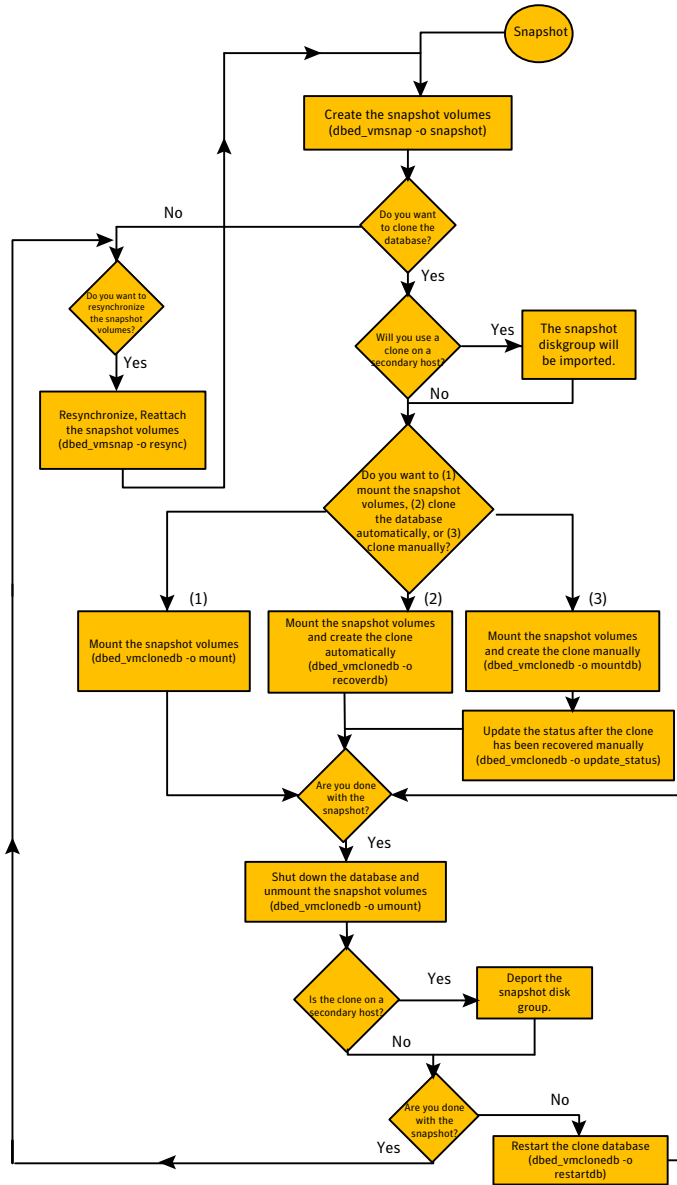 Snapshot
Create the snapshot volumes
(dbed_vmsnap -o snapshot)
No
Do you want
to clone the
database?
Yes
Do you want to
resynchronize
the snapshot
volumes?
Yes
Will you use a
clone on a
secondary host?
Yes
The snapshot
diskgroup will
be imported.
No
Resynchronize, Reattach
the snapshot volumes
(dbed_vmsnap -o resync)
Do you want to (1)
mount the snapshot
volumes, (2) clone
the database
automatically, or (3)
clone manually?
(1)
(2)
(3)
Mount the snapshot volumes
(dbed_vmclonedb -o mount)
Mount the snapshot volumes
and create the clone
automatically
(dbed_vmclonedb -o
recoverdb)
Mount the snapshot volumes
and create the clone manually
(dbed_vmclonedb -o mountdb)
Update the status after the clone
has been recovered manually
(dbed_vmclonedb -o update_status)
Are you done
with the
snapshot?
Yes
Shut down the database and
unmount the snapshot volumes
(dbed_vmclonedb -o umount)
Is the clone on a
secondary host?
Yes
Deport the
snapshot disk
group.
No
Are you done
with the
snapshot?
No
Yes
Restart the clone database
(dbed_vmclonedb -o
restartdb)